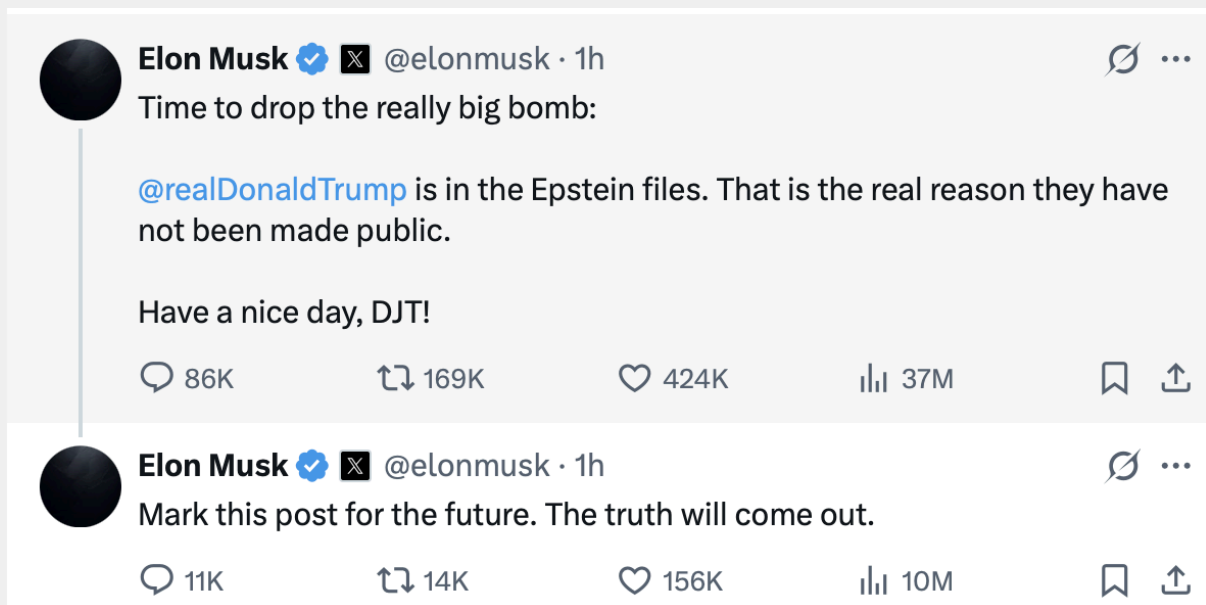 Elon Musk @elonmusk · 1h
Time to drop the really big bomb:
@realDonaldTrump is in the Epstein files. That is the real reason they have
not been made public.
Have a nice day, DJT!
86K 169K 424K 37M
Elon Musk @elonmusk · 1h
Mark this post for the future. The truth will come out.
11K 14K 156K 10M